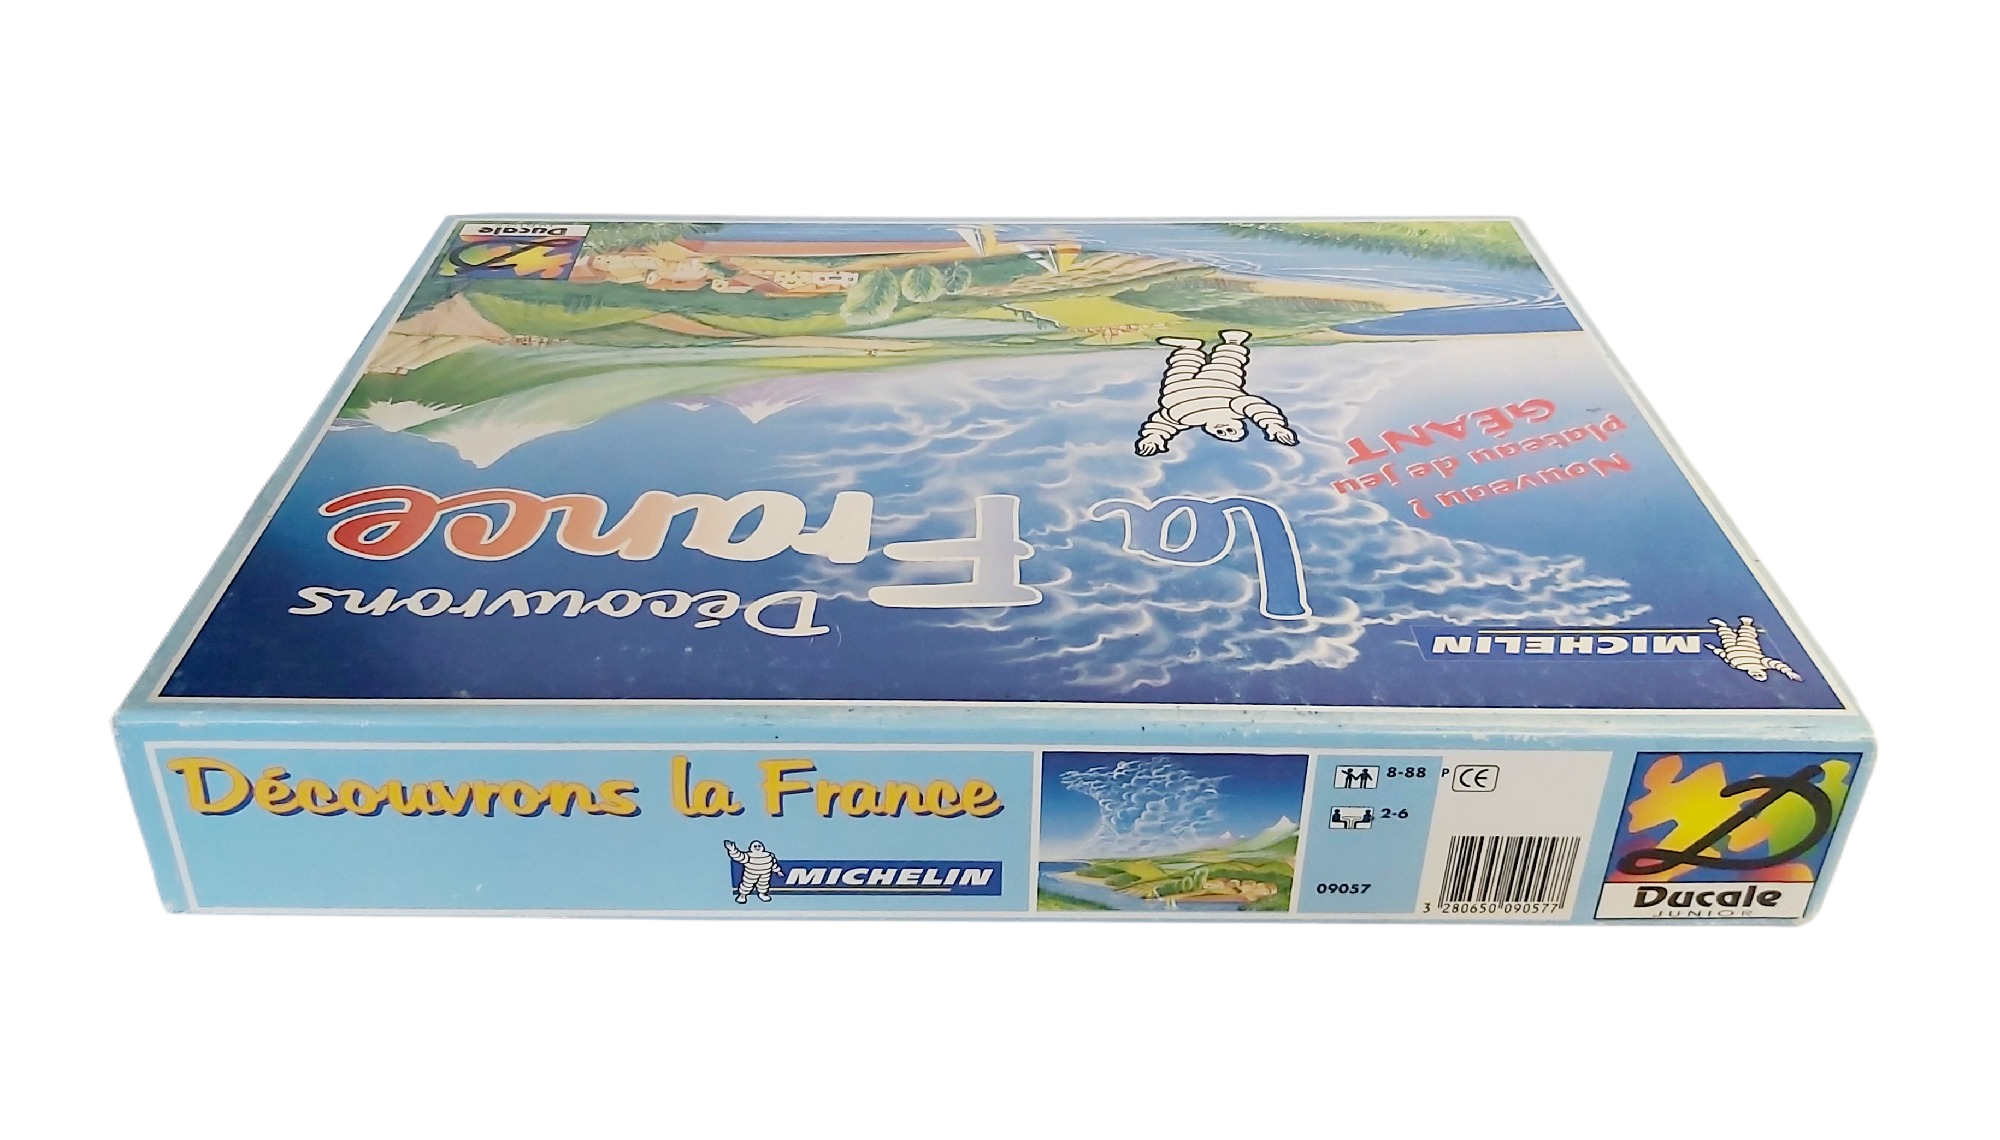 Ducale
Découvrons
la France
Nouveau !
plateau de jeu
GÉANT
MICHELIN
Découvrons la France
MICHELIN
8-88
P CE
2-6
09057
3 280650 090577
Ducale
JUNIOR